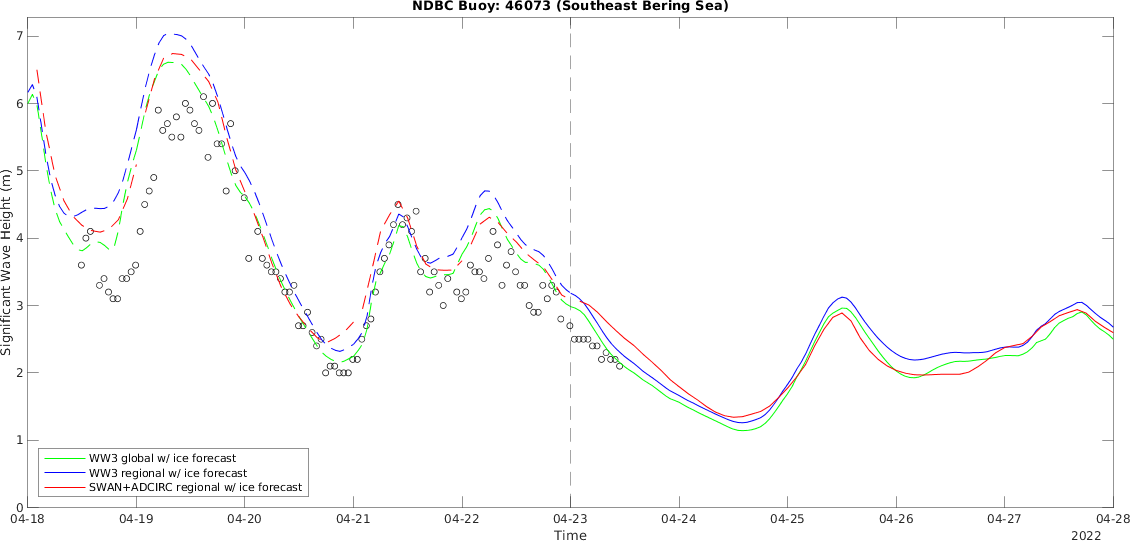 NDBC Buoy: 46073 (Southeast Bering Sea)
Significant Wave Height (m)
7
6
5
4
3
2
1
0
WW3 global w/ ice forecast
WW3 regional w/ ice forecast
SWAN+ADCIRC regional w/ ice forecast
04-18 04-19 04-20 04-21 04-22 04-23 04-24 04-25 04-26 04-27 04-28
Time
2022